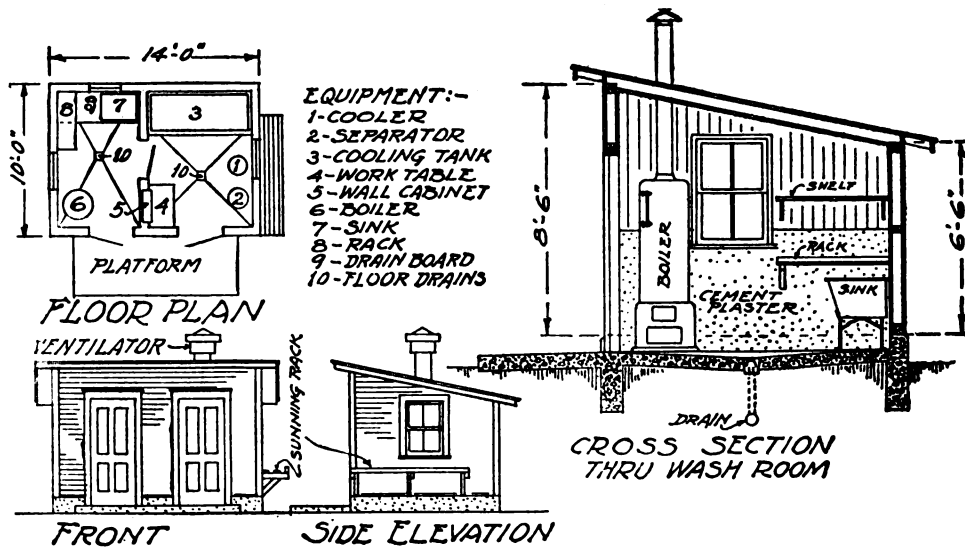 14'-0"
10'-0"
8
9
7
3
10
10
1
2
6
5
4
PLATFORM
FLOOR PLAN
EQUIPMENT:-
1-COOLER
2-SEPARATOR
3-COOLING TANK
4-WORK TABLE
5-WALL CABINET
6-BOILER
7-SINK
8-RACK
9-DRAIN BOARD
10-FLOOR DRAINS
8'-6"
6'-6"
SHELF
RACK
BOILER
SINK
CEMENT
PLASTER
DRAIN
CROSS SECTION
THRU WASH ROOM
VENTILATOR
SUNNING RACK
FRONT
SIDE ELEVATION